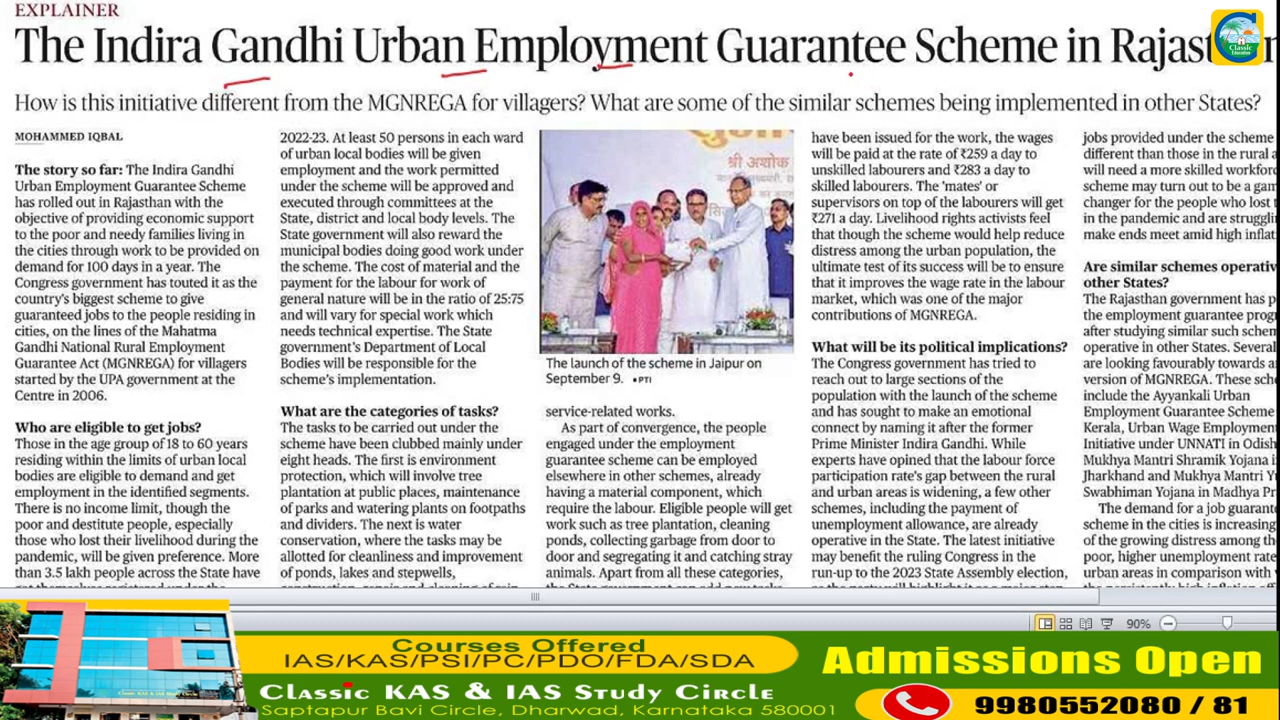 EXPLAINER
The Indira Gandhi Urban Employment Guarantee Scheme in
Classic
Education
How is this initiative different from the MGNREGA for villagers? What are some of the similar schemes being implemented in other States?
MOHAMMED IQBAL
The story so far: The Indira Gandhi
Urban Employment Guarantee Scheme
has rolled out in Rajasthan with the
objective of providing economic support
to the poor and needy families living in
the cities through work to be provided on
demand for 100 days in a year. The
Congress government has touted it as the
country's biggest scheme to give
guaranteed jobs to the people residing in
cities, on the lines of the Mahatma
Gandhi National Rural Employment
Guarantee Act (MGNREGA) for villagers
started by the UPA government at the
Centre in 2006.
Who are eligible to get jobs?
Those in the age group of 18 to 60 years
residing within the limits of urban local
bodies are eligible to demand and get
employment in the identified segments.
There is no income limit, though the
poor and destitute people, especially
those who lost their livelihood during the
pandemic, will be given preference. More
than 3.5 lakh people across the State have
2022-23. At least 50 persons in each ward
of urban local bodies will be given
employment and the work permitted
under the scheme will be approved and
executed through committees at the
State, district and local body levels. The
State government will also reward the
municipal bodies doing good work under
the scheme. The cost of material and the
payment for the labour for work of
general nature will be in the ratio of 25:75
and will vary for special work which
needs technical expertise. The State
government's Department of Local
Bodies will be responsible for the
scheme's implementation.
What are the categories of tasks?
The tasks to be carried out under the
scheme have been clubbed mainly under
eight heads. The first is environment
protection, which will involve tree
plantation at public places, maintenance
of parks and watering plants on footpaths
and dividers. The next is water
conservation, where the tasks may be
allotted for cleanliness and improvement
of ponds, lakes and stepwells,
श्री अशोक
The launch of the scheme in Jaipur on
September 9. •PTI
service-related works.
As part of convergence, the people
engaged under the employment
guarantee scheme can be employed
elsewhere in other schemes, already
having a material component, which
require the labour. Eligible people will get
work such as tree plantation, cleaning
ponds, collecting garbage from door to
door and segregating it and catching stray
animals. Apart from all these categories,
have been issued for the work, the wages
will be paid at the rate of ₹259 a day to
unskilled labourers and ₹283 a day to
skilled labourers. The 'mates' or
supervisors on top of the labourers will get
₹271 a day. Livelihood rights activists feel
that though the scheme would help reduce
distress among the urban population, the
ultimate test of its success will be to ensure
that it improves the wage rate in the labour
market, which was one of the major
contributions of MGNREGA.
What will be its political implications?
The Congress government has tried to
reach out to large sections of the
population with the launch of the scheme
and has sought to make an emotional
connect by naming it after the former
Prime Minister Indira Gandhi. While
experts have opined that the labour force
participation rate's gap between the rural
and urban areas is widening, a few other
schemes, including the payment of
unemployment allowance, are already
operative in the State. The latest initiative
may benefit the ruling Congress in the
run-up to the 2023 State Assembly election,
jobs provided under the scheme
different than those in the rural
will need a more skilled
scheme may turn out to be a
changer for the people who lost
in the pandemic and are
make ends meet amid high
Are similar schemes
other States?
The Rajasthan government has
the employment guarantee
after studying similar such
operative in other States. Several
are looking favourably towards
version of MGNREGA. These
include the Ayyankali Urban
Employment Guarantee Scheme
Kerala, Urban Wage Employment
Initiative under UNNATI in
Mukhya Mantri Shramik Yojana
Jharkhand and Mukhya Mantri
Swabhiman Yojana in Madhya
The demand for a job
scheme in the cities is increasing
of the growing distress among the
poor, higher unemployment
urban areas in comparison with
90%
Courses Offered
IAS/KAS/PSI/PC/PDO/FDA/SDA
Classic KAS & IAS Study Circle
Saptapur Bavi Circle, Dharwad, Karnataka 580001
Admissions Open
9980552080 / 81